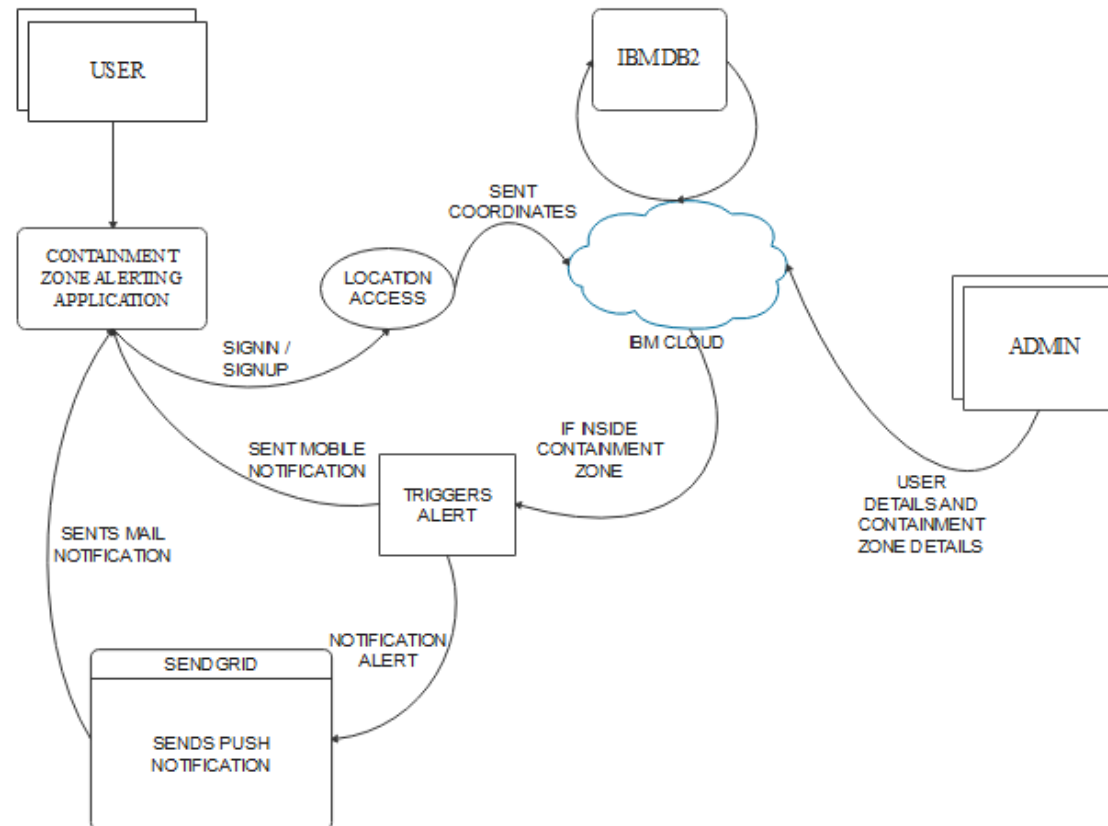 USER
IBM DB2
SENT
COORDINATES
CONTAINMENT
ZONE ALERTING
APPLICATION
LOCATION
ACCESS
IBM CLOUD
ADMIN
SIGNIN /
SIGNUP
IF INSIDE
CONTAINMENT
ZONE
SENT MOBILE
NOTIFICATION
TRIGGERS
ALERT
USER
DETAILS AND
CONTAINMENT
ZONE DETAILS
SENTS MAIL
NOTIFICATION
NOTIFICATION
ALERT
SENDGRID
SENDS PUSH
NOTIFICATION